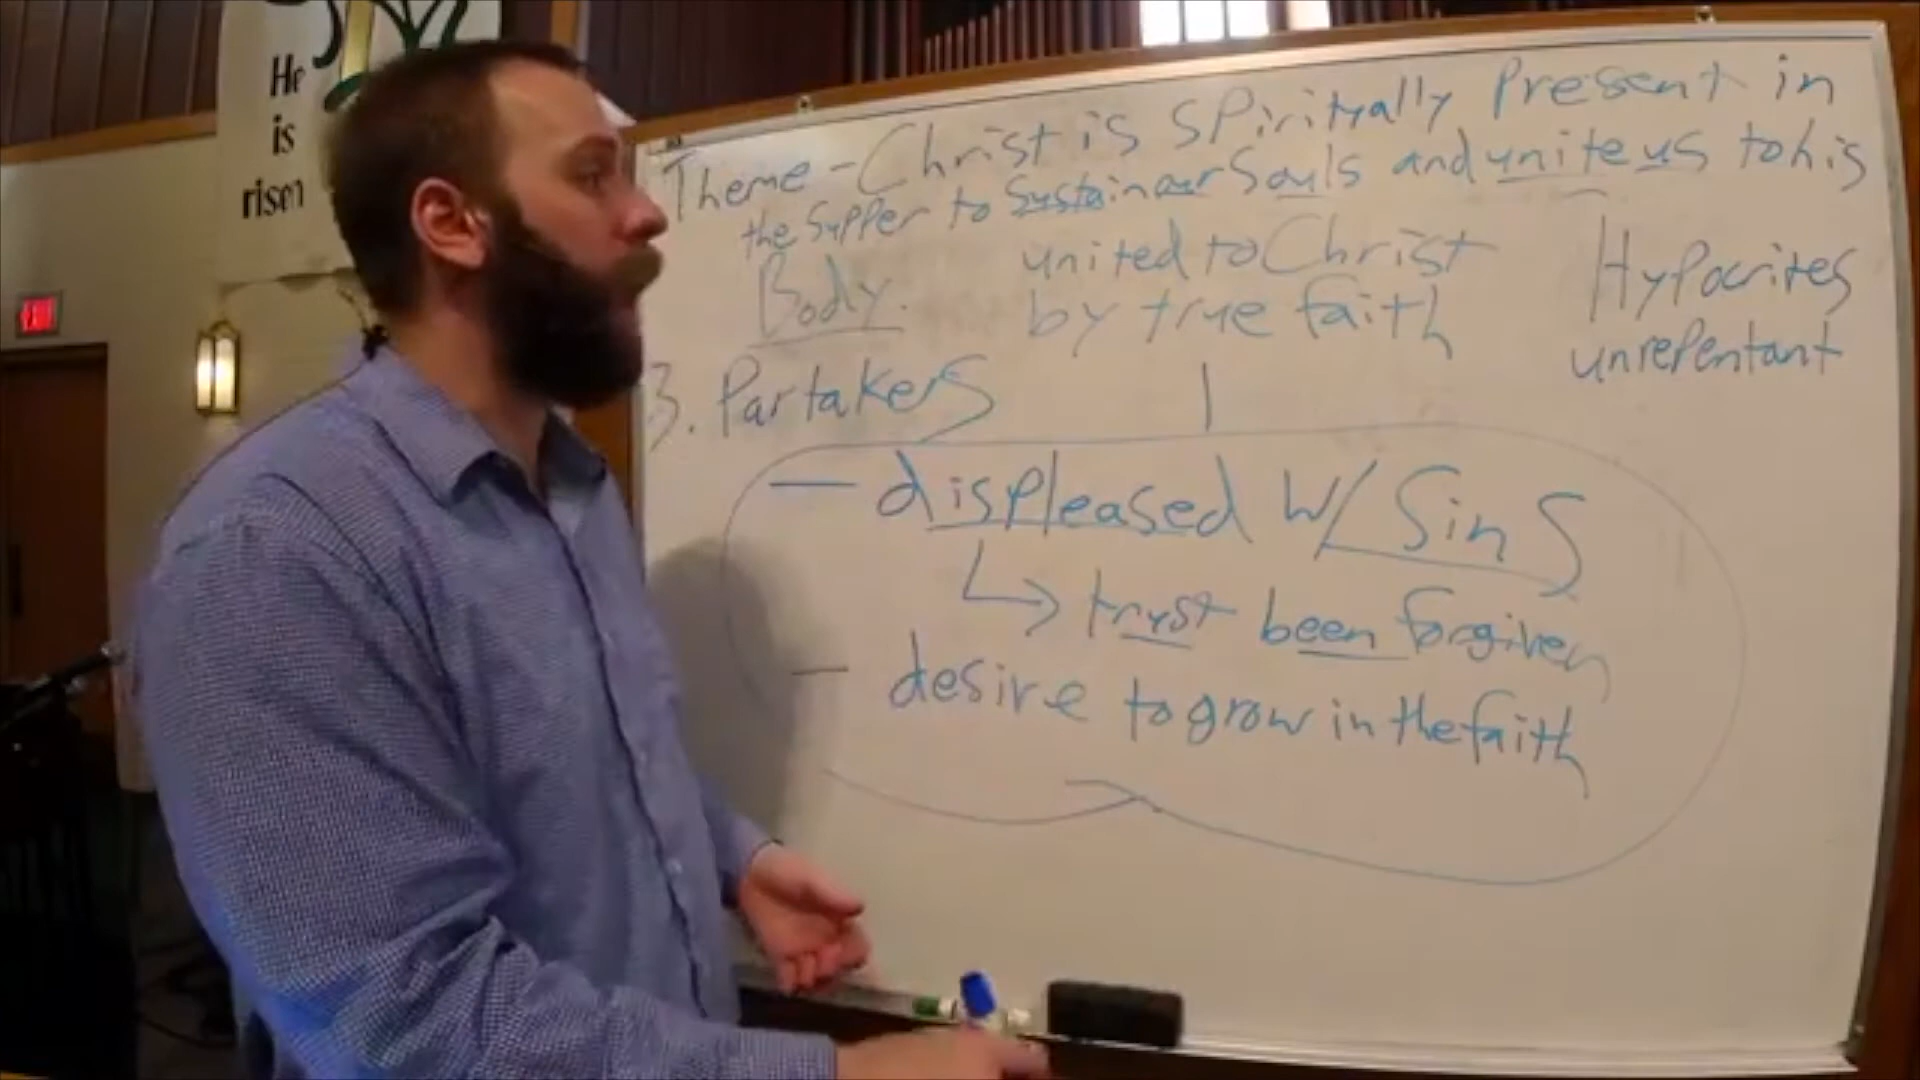 He
is
risen
Theme - Christ is Spiritually Present in
the Supper to Sustain our Souls and unite us to his
Body.
united to Christ
by true faith
Hypocrites
unrepentant
3. Partakers
— displeased w/ Sins
↳ trust been forgiven
— desire to grow in the faith